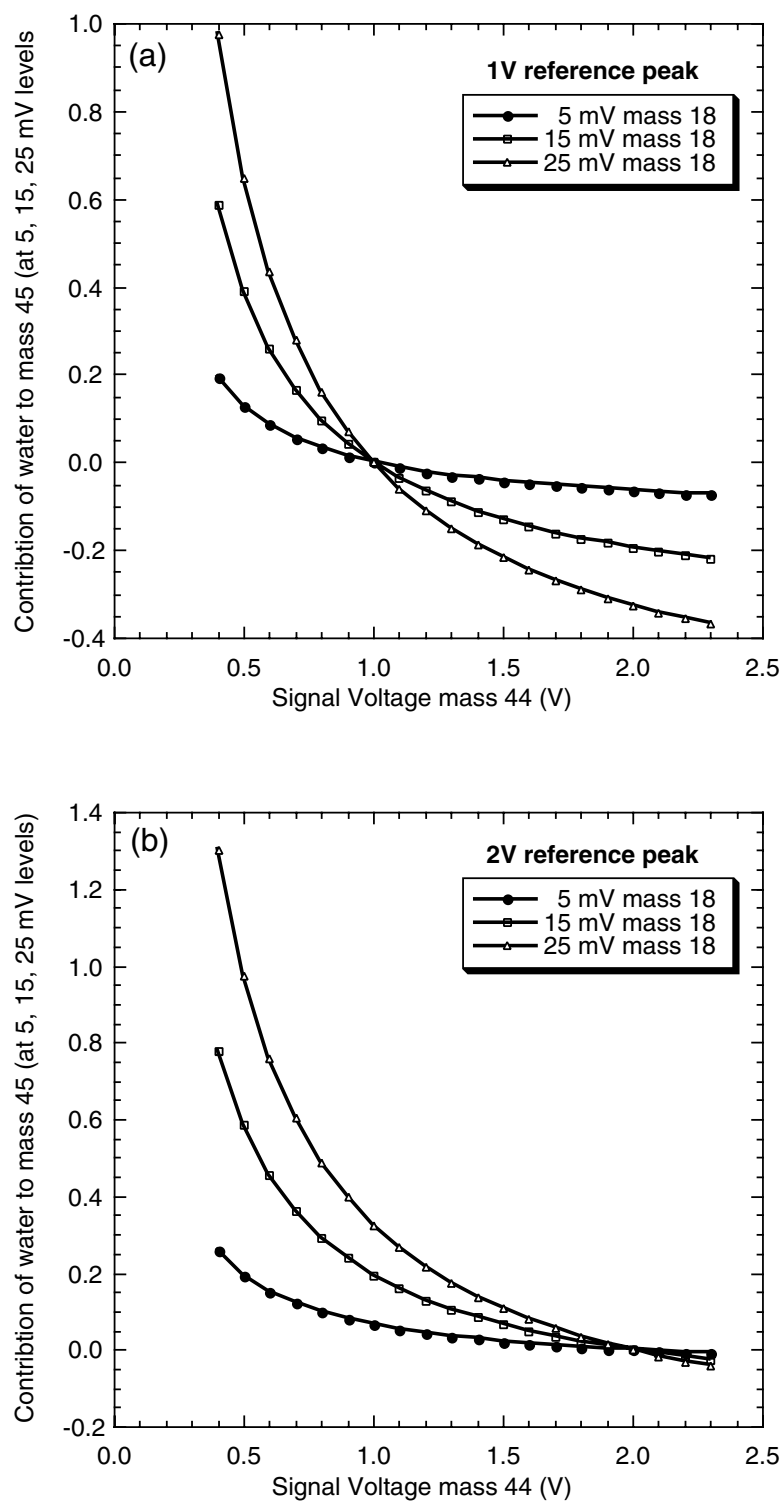 Contribtion of water to mass 45 (at 5, 15, 25 mV levels)
(a)
1V reference peak
5 mV mass 18
15 mV mass 18
25 mV mass 18
1.0
0.8
0.6
0.4
0.2
0.0
-0.2
-0.4
0.0 0.5 1.0 1.5 2.0 2.5
Signal Voltage mass 44 (V)
Contribtion of water to mass 45 (at 5, 15, 25 mV levels)
(b)
2V reference peak
5 mV mass 18
15 mV mass 18
25 mV mass 18
1.4
1.2
1.0
0.8
0.6
0.4
0.2
0.0
-0.2
0.0 0.5 1.0 1.5 2.0 2.5
Signal Voltage mass 44 (V)